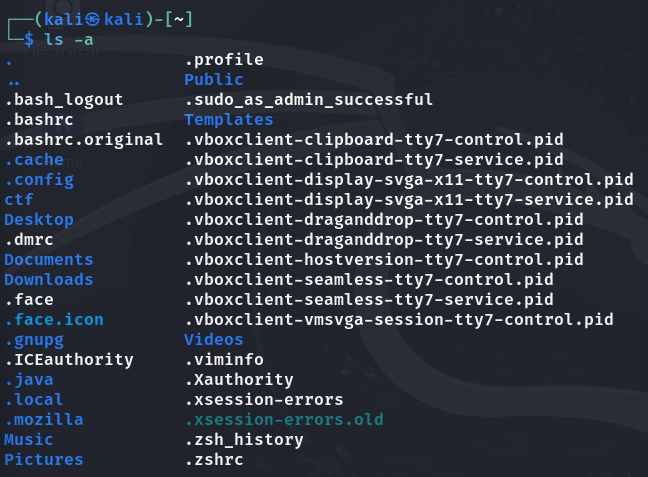 ┌──(kali㉿kali)-[~]
└─$ ls -a
.                 .profile
..                Public
.bash_logout      .sudo_as_admin_successful
.bashrc           Templates
.bashrc.original  .vboxclient-clipboard-tty7-control.pid
.cache            .vboxclient-clipboard-tty7-service.pid
.config           .vboxclient-display-svga-x11-tty7-control.pid
ctf               .vboxclient-display-svga-x11-tty7-service.pid
Desktop           .vboxclient-draganddrop-tty7-control.pid
.dmrc             .vboxclient-draganddrop-tty7-service.pid
Documents         .vboxclient-hostversion-tty7-control.pid
Downloads         .vboxclient-seamless-tty7-control.pid
.face             .vboxclient-seamless-tty7-service.pid
.face.icon        .vboxclient-vmsvga-session-tty7-control.pid
.gnupg            Videos
.ICEauthority     .viminfo
.java             .Xauthority
.local            .xsession-errors
.mozilla          .xsession-errors.old
Music             .zsh_history
Pictures          .zshrc